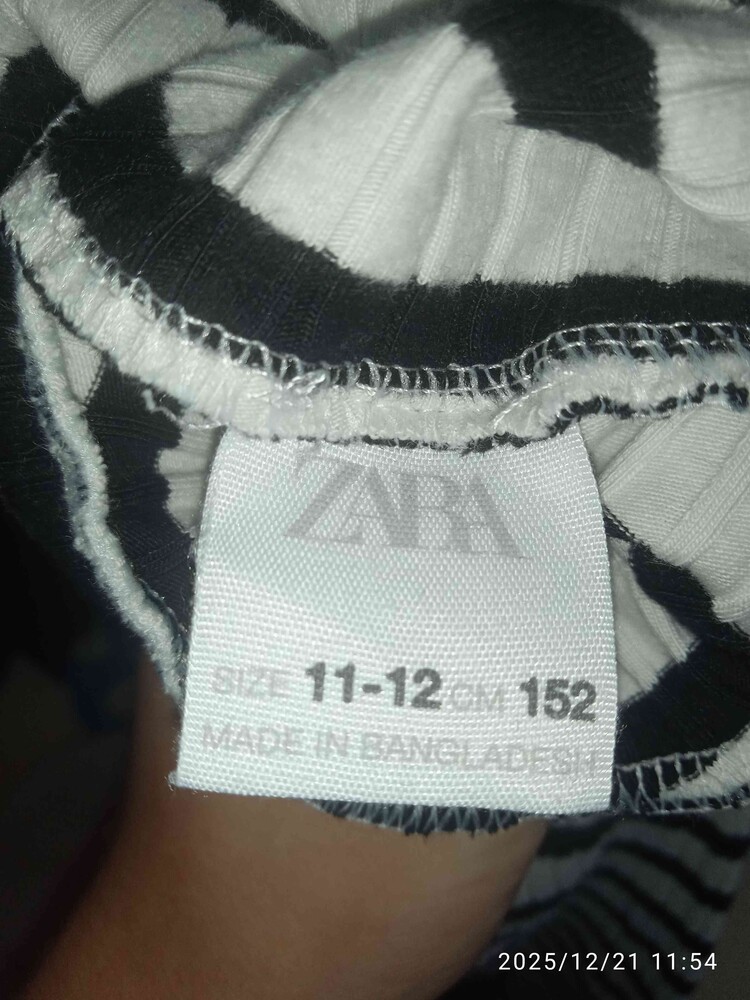 ZARA
SIZE 11-12 CM 152
MADE IN BANGLADESH
2025/12/21 11:54